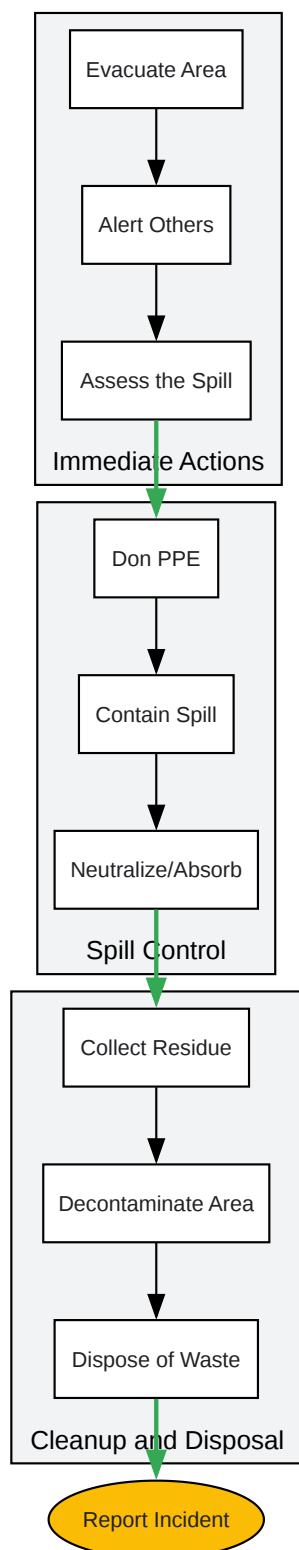 Evacuate Area
Alert Others
Assess the Spill
Immediate Actions
Don PPE
Contain Spill
Neutralize/Absorb
Spill Control
Collect Residue
Decontaminate Area
Dispose of Waste
Cleanup and Disposal
Report Incident